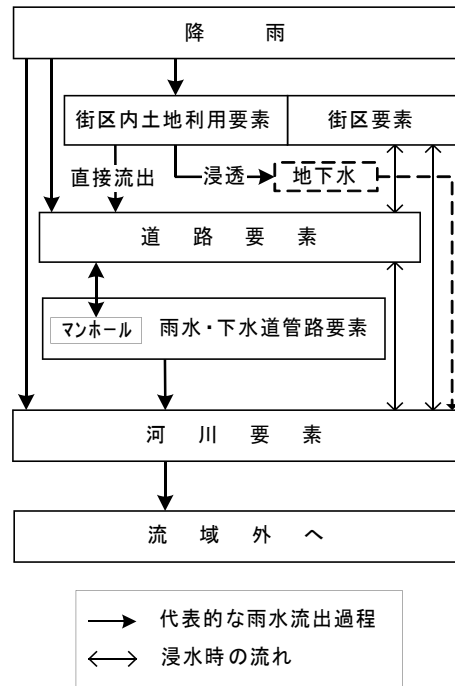 降雨
街区内土地利用要素 街区要素
直接流出 浸透 地下水
道路要素
マンホール 雨水・下水道管路要素
河川要素
流域外へ
代表的な雨水流出過程
浸水時の流れ